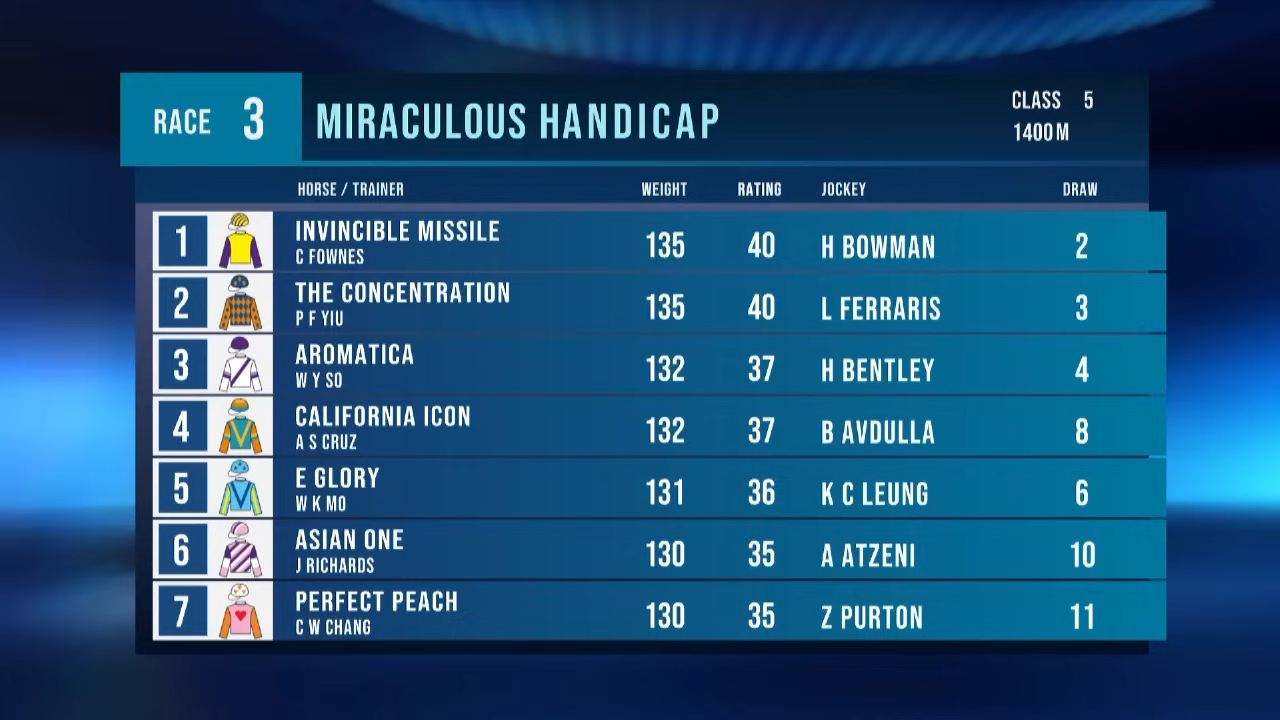 RACE 3 MIRACULOUS HANDICAP CLASS 5
1400M
HORSE / TRAINER WEIGHT RATING JOCKEY DRAW
1 INVINCIBLE MISSILE 135 40 H BOWMAN 2
C FOWNES
2 THE CONCENTRATION 135 40 L FERRARIS 3
P F YIU
3 AROMATICA 132 37 H BENTLEY 4
W Y SO
4 CALIFORNIA ICON 132 37 B AVDULLA 8
A S CRUZ
5 E GLORY 131 36 K C LEUNG 6
W K MO
6 ASIAN ONE 130 35 A ATZENI 10
J RICHARDS
7 PERFECT PEACH 130 35 Z PURTON 11
C W CHANG